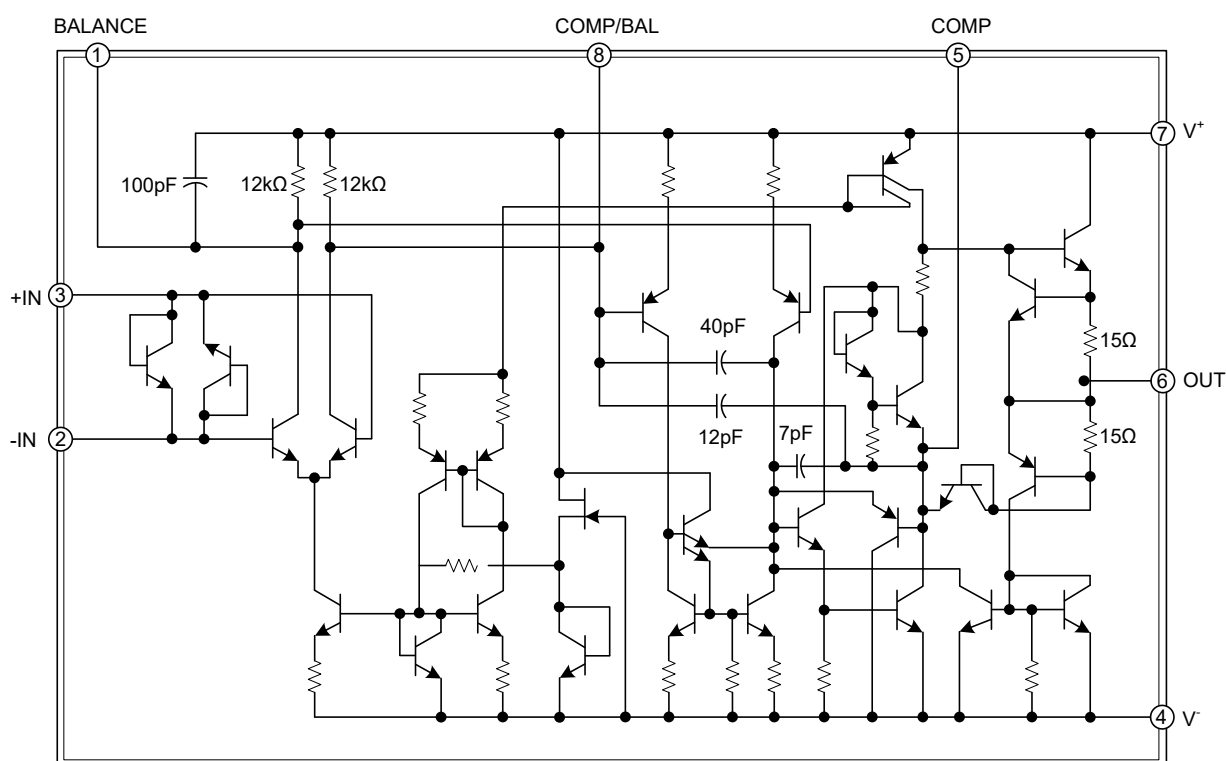 BALANCE COMP/BAL COMP
1 8 5
7 V+
100pF 12kΩ 12kΩ
+IN 3
40pF
15Ω
6 OUT
-IN 2
12pF 7pF 15Ω
4 V-